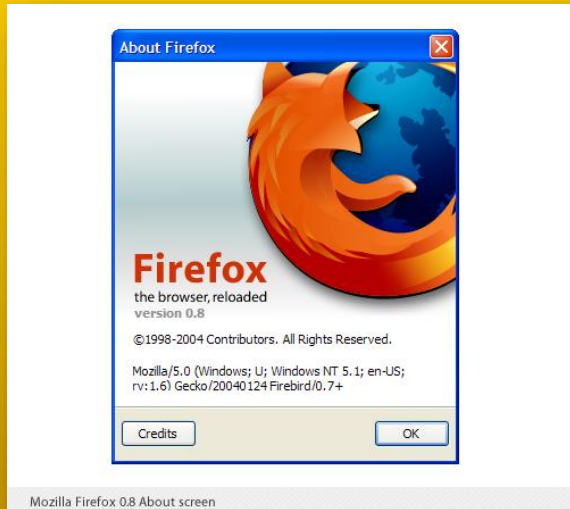 About Firefox
Firefox
the browser, reloaded
version 0.8
©1998-2004 Contributors. All Rights Reserved.
Mozilla/5.0 (Windows; U; Windows NT 5.1; en-US;
rv:1.6) Gecko/20040124 Firebird/0.7+
Credits OK
Mozilla Firefox 0.8 About screen